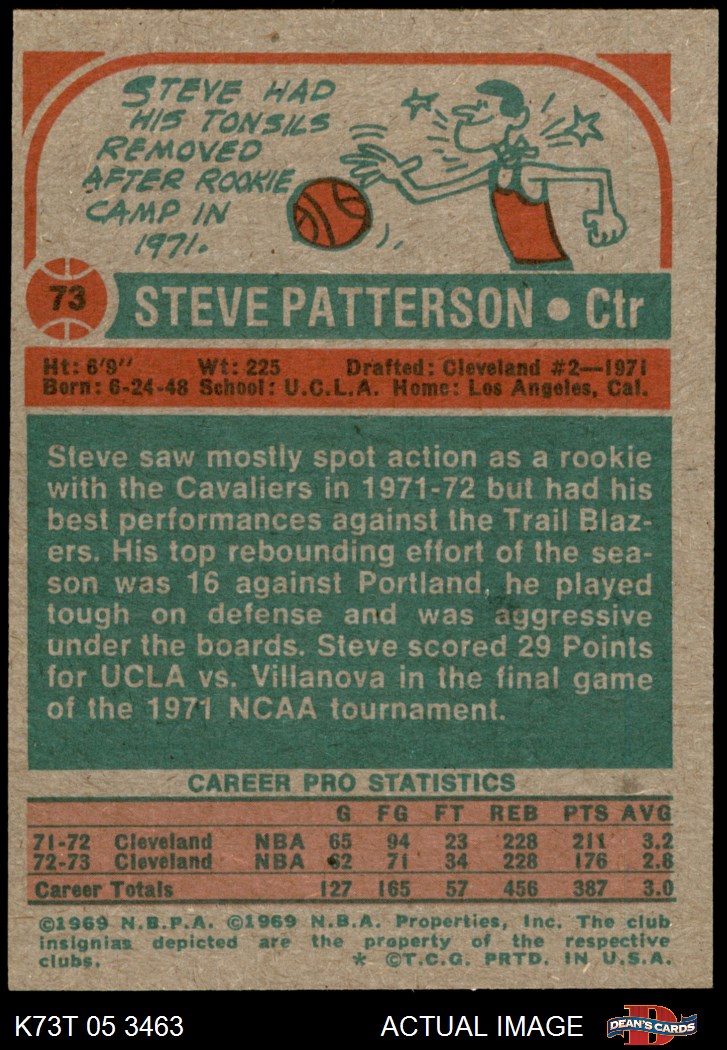 STEVE HAD
HIS TONSILS
REMOVED
AFTER ROOKIE
CAMP IN
1971.
73
STEVE PATTERSON • Ctr
Ht: 6'9" Wt: 225 Drafted: Cleveland #2—1971
Born: 6-24-48 School: U.C.L.A. Home: Los Angeles, Cal.
Steve saw mostly spot action as a rookie
with the Cavaliers in 1971-72 but had his
best performances against the Trail Blaz-
ers. His top rebounding effort of the sea-
son was 16 against Portland, he played
tough on defense and was aggressive
under the boards. Steve scored 29 Points
for UCLA vs. Villanova in the final game
of the 1971 NCAA tournament.
CAREER PRO STATISTICS
G FG FT REB PTS AVG
71-72 Cleveland NBA 65 94 23 228 211 3.2
72-73 Cleveland NBA 62 71 34 228 176 2.8
Career Totals 127 165 57 456 387 3.0
©1969 N.B.P.A. ©1969 N.B.A. Properties, Inc. The club
insignias depicted are the property of the respective
clubs. * ©T.C.G. PRTD. IN U.S.A.
K73T 05 3463 ACTUAL IMAGE DEAN'S CARDS